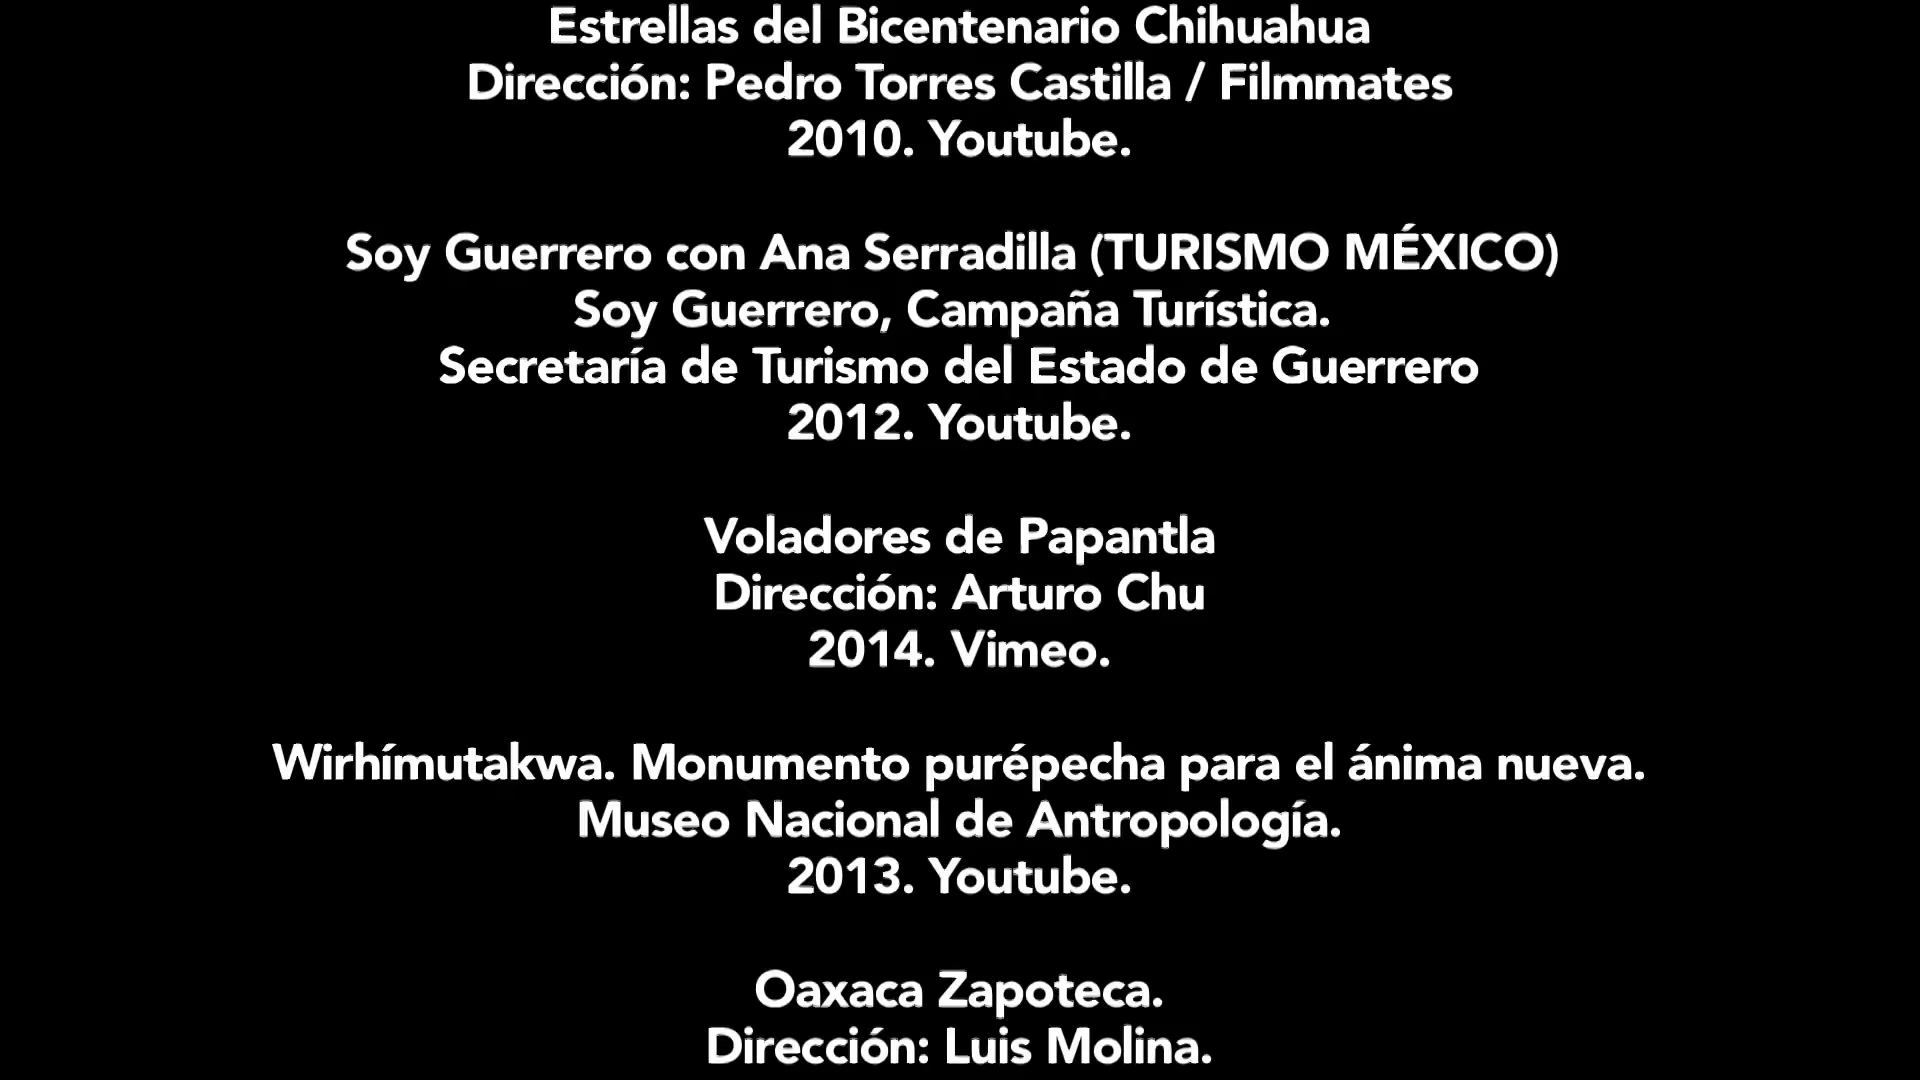 Estrellas del Bicentenario Chihuahua
Dirección: Pedro Torres Castilla / Filmmates
2010. Youtube.
Soy Guerrero con Ana Serradilla (TURISMO MÉXICO)
Soy Guerrero, Campaña Turística.
Secretaría de Turismo del Estado de Guerrero
2012. Youtube.
Voladores de Papantla
Dirección: Arturo Chu
2014. Vimeo.
Wirhímutakwa. Monumento purépecha para el ánima nueva.
Museo Nacional de Antropología.
2013. Youtube.
Oaxaca Zapoteca.
Dirección: Luis Molina.